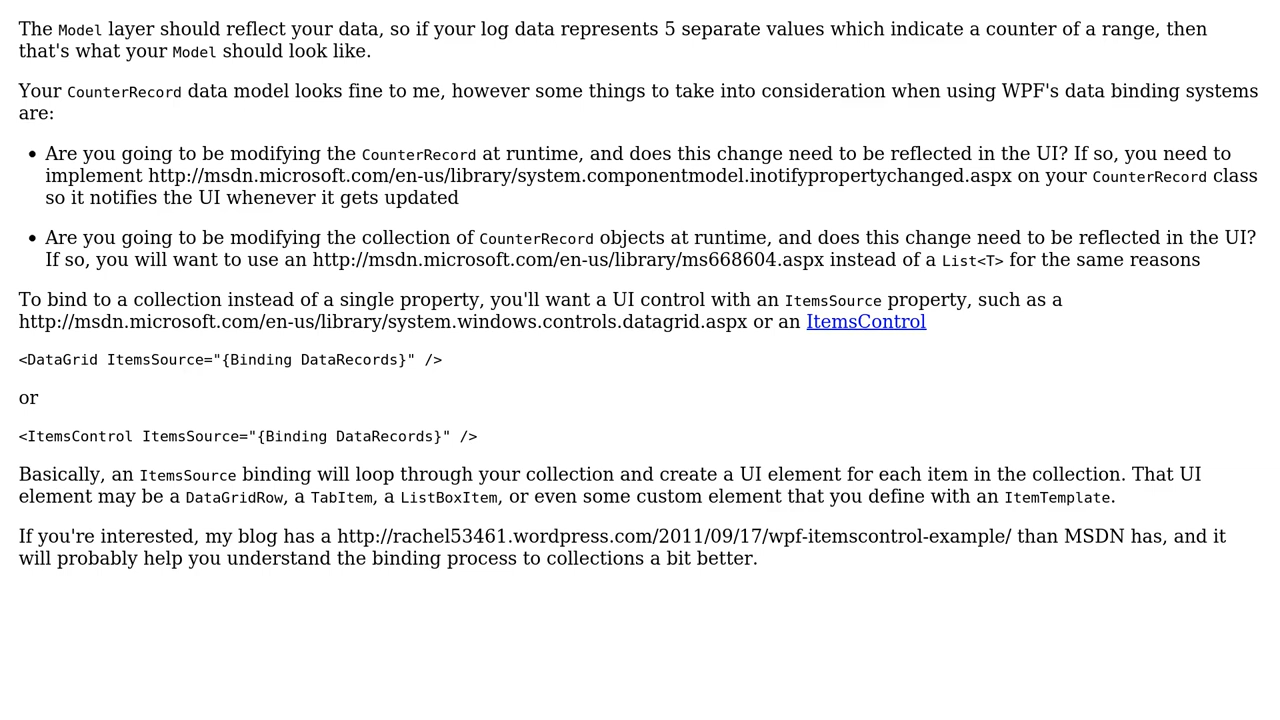 The Model layer should reflect your data, so if your log data represents 5 separate values which indicate a counter of a range, then
that's what your Model should look like.
Your CounterRecord data model looks fine to me, however some things to take into consideration when using WPF's data binding systems
are:
• Are you going to be modifying the CounterRecord at runtime, and does this change need to be reflected in the UI? If so, you need to
implement http://msdn.microsoft.com/en-us/library/system.componentmodel.inotifypropertychanged.aspx on your CounterRecord class
so it notifies the UI whenever it gets updated
• Are you going to be modifying the collection of CounterRecord objects at runtime, and does this change need to be reflected in the UI?
If so, you will want to use an http://msdn.microsoft.com/en-us/library/ms668604.aspx instead of a List<T> for the same reasons
To bind to a collection instead of a single property, you'll want a UI control with an ItemsSource property, such as a
http://msdn.microsoft.com/en-us/library/system.windows.controls.datagrid.aspx or an ItemsControl
<DataGrid ItemsSource="{Binding DataRecords}" />
or
<ItemsControl ItemsSource="{Binding DataRecords}" />
Basically, an ItemsSource binding will loop through your collection and create a UI element for each item in the collection. That UI
element may be a DataGridRow, a TabItem, a ListBoxItem, or even some custom element that you define with an ItemTemplate.
If you're interested, my blog has a http://rachel53461.wordpress.com/2011/09/17/wpf-itemscontrol-example/ than MSDN has, and it
will probably help you understand the binding process to collections a bit better.